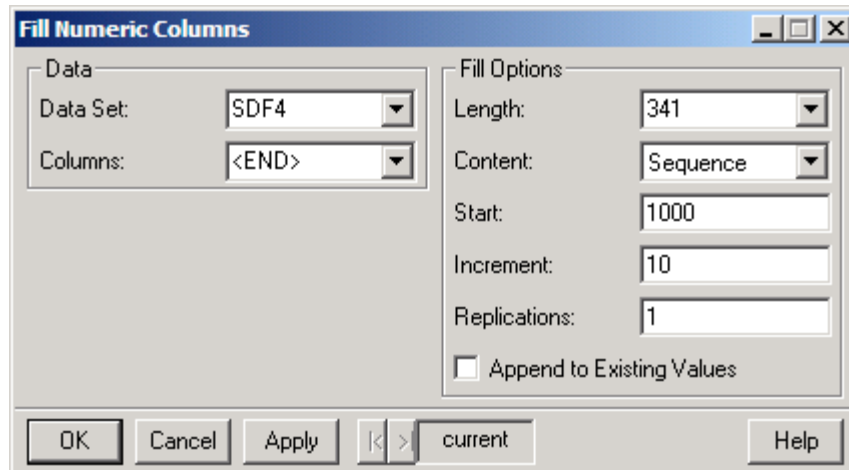 Fill Numeric Columns
Data
Data Set: SDF4
Columns: <END>
Fill Options
Length: 341
Content: Sequence
Start: 1000
Increment: 10
Replications: 1
Append to Existing Values
OK Cancel Apply current Help